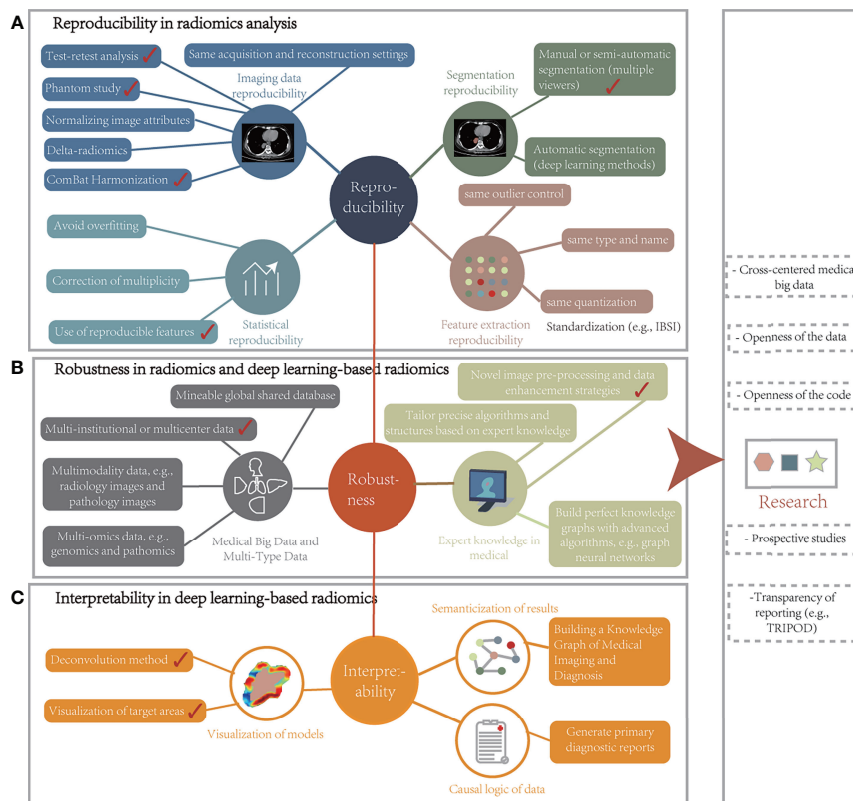 A
Reproducibility in radiomics analysis
Test-retest analysis
Same acquisition and reconstruction settings
Imaging data
reproducibility
Phantom study
Normalizing image attributes
Delta-radiomics
ComBat Harmonization
Segmentation
reproducibility
Manual or semi-automatic
segmentation (multiple
viewers)
Automatic segmentation
(deep learning methods)
Repro-
ducibility
Avoid overfitting
Correction of multiplicity
Use of reproducible features
Statistical
reproducibility
same outlier control
same type and name
same quantization
Feature extraction
reproducibility
Standardization (e.g., IBSI)
B
Robustness in radiomics and deep learning-based radiomics
Mineable global shared database
Multi-institutional or multicenter data
Multimodality data, e.g.,
radiology images and
pathology images
Multi-omics data, e.g.,
genomics and pathomics
Medical Big Data and
Multi-Type Data
Robust-
ness
Novel image pre-processing and data
enhancement strategies
Tailor precise algorithms and
structures based on expert knowledge
Build perfect knowledge
graphs with advanced
algorithms, e.g., graph
neural networks
Expert knowledge in
medical
C
Interpretability in deep learning-based radiomics
Deconvolution method
Visualization of target areas
Visualization of models
Interpret-
ability
Semanticization of results
Building a Knowledge
Graph of Medical
Imaging and
Diagnosis
Generate primary
diagnostic reports
Causal logic of data
- Cross-centered medica
big data
- Openness of the data
- Openness of the code
Research
- Prospective studies
-Transparency of
reporting (e.g.,
TRIPOD)